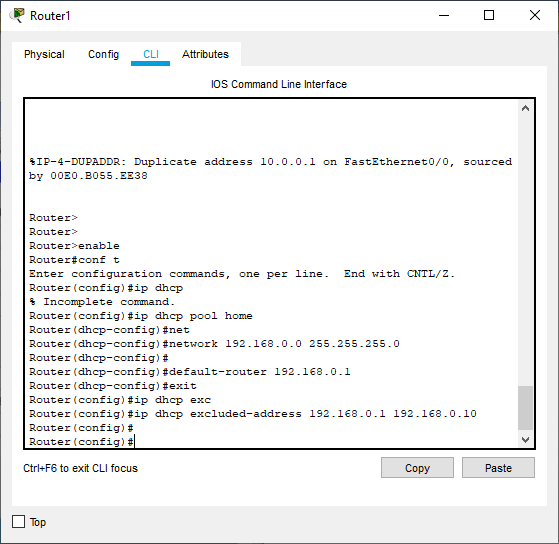 Router1
Physical Config CLI Attributes
IOS Command Line Interface
%IP-4-DUPADDR: Duplicate address 10.0.0.1 on FastEthernet0/0, sourced
by 00E0.B055.EE38
Router>
Router>
Router>enable
Router#conf t
Enter configuration commands, one per line.  End with CNTL/Z.
Router(config)#ip dhcp
% Incomplete command.
Router(config)#ip dhcp pool home
Router(dhcp-config)#net
Router(dhcp-config)#network 192.168.0.0 255.255.255.0
Router(dhcp-config)#
Router(dhcp-config)#default-router 192.168.0.1
Router(dhcp-config)#exit
Router(config)#ip dhcp exc
Router(config)#ip dhcp excluded-address 192.168.0.1 192.168.0.10
Router(config)#
Router(config)#
Ctrl+F6 to exit CLI focus
Copy Paste
Top